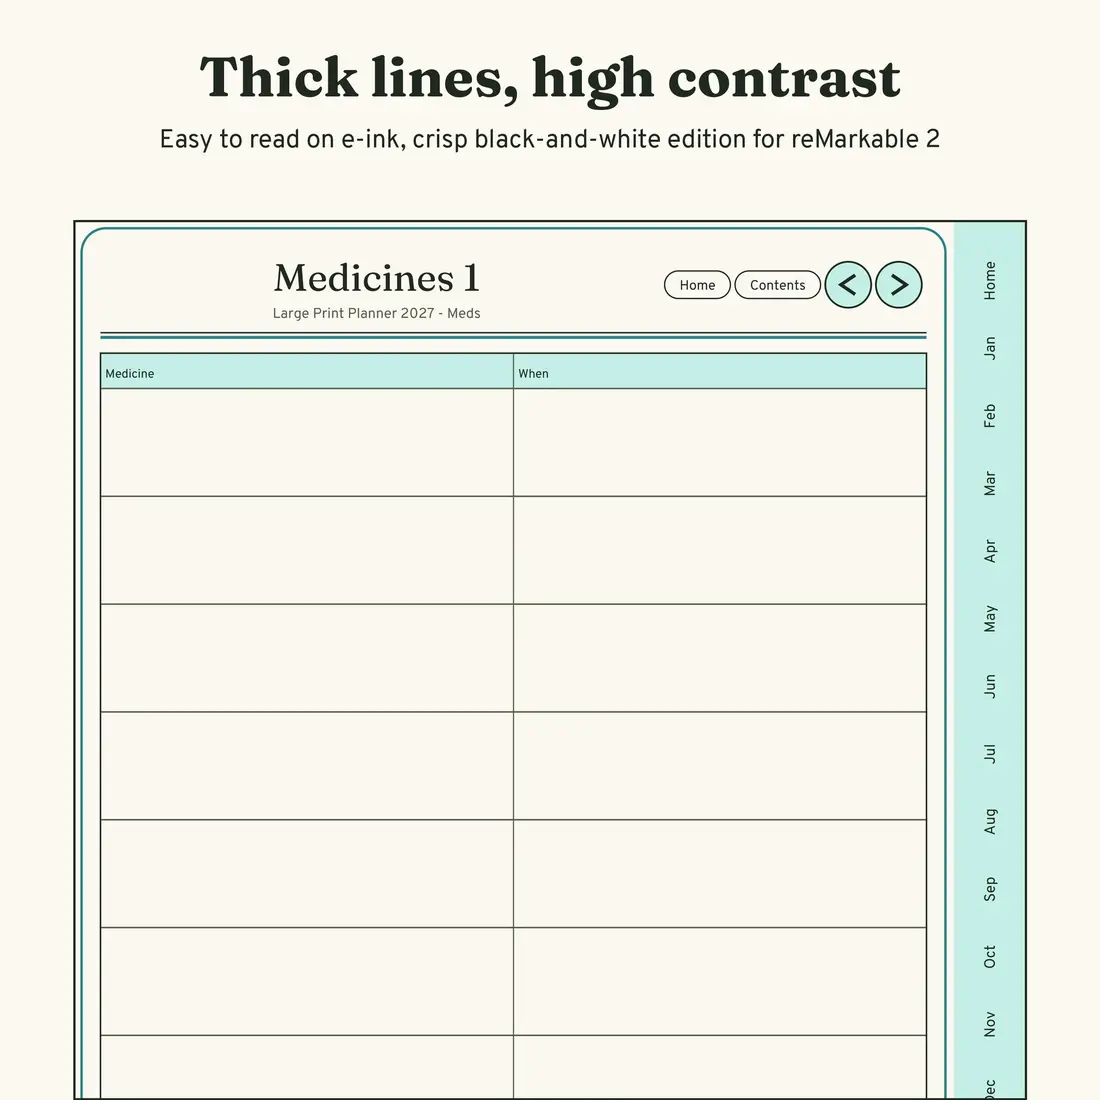 Thick lines, high contrast
Easy to read on e-ink, crisp black-and-white edition for reMarkable 2
Medicines 1
Large Print Planner 2027 - Meds
Home
Contents
Medicine
When
Home
Jan
Feb
Mar
Apr
May
Jun
Jul
Aug
Sep
Oct
Nov
Dec